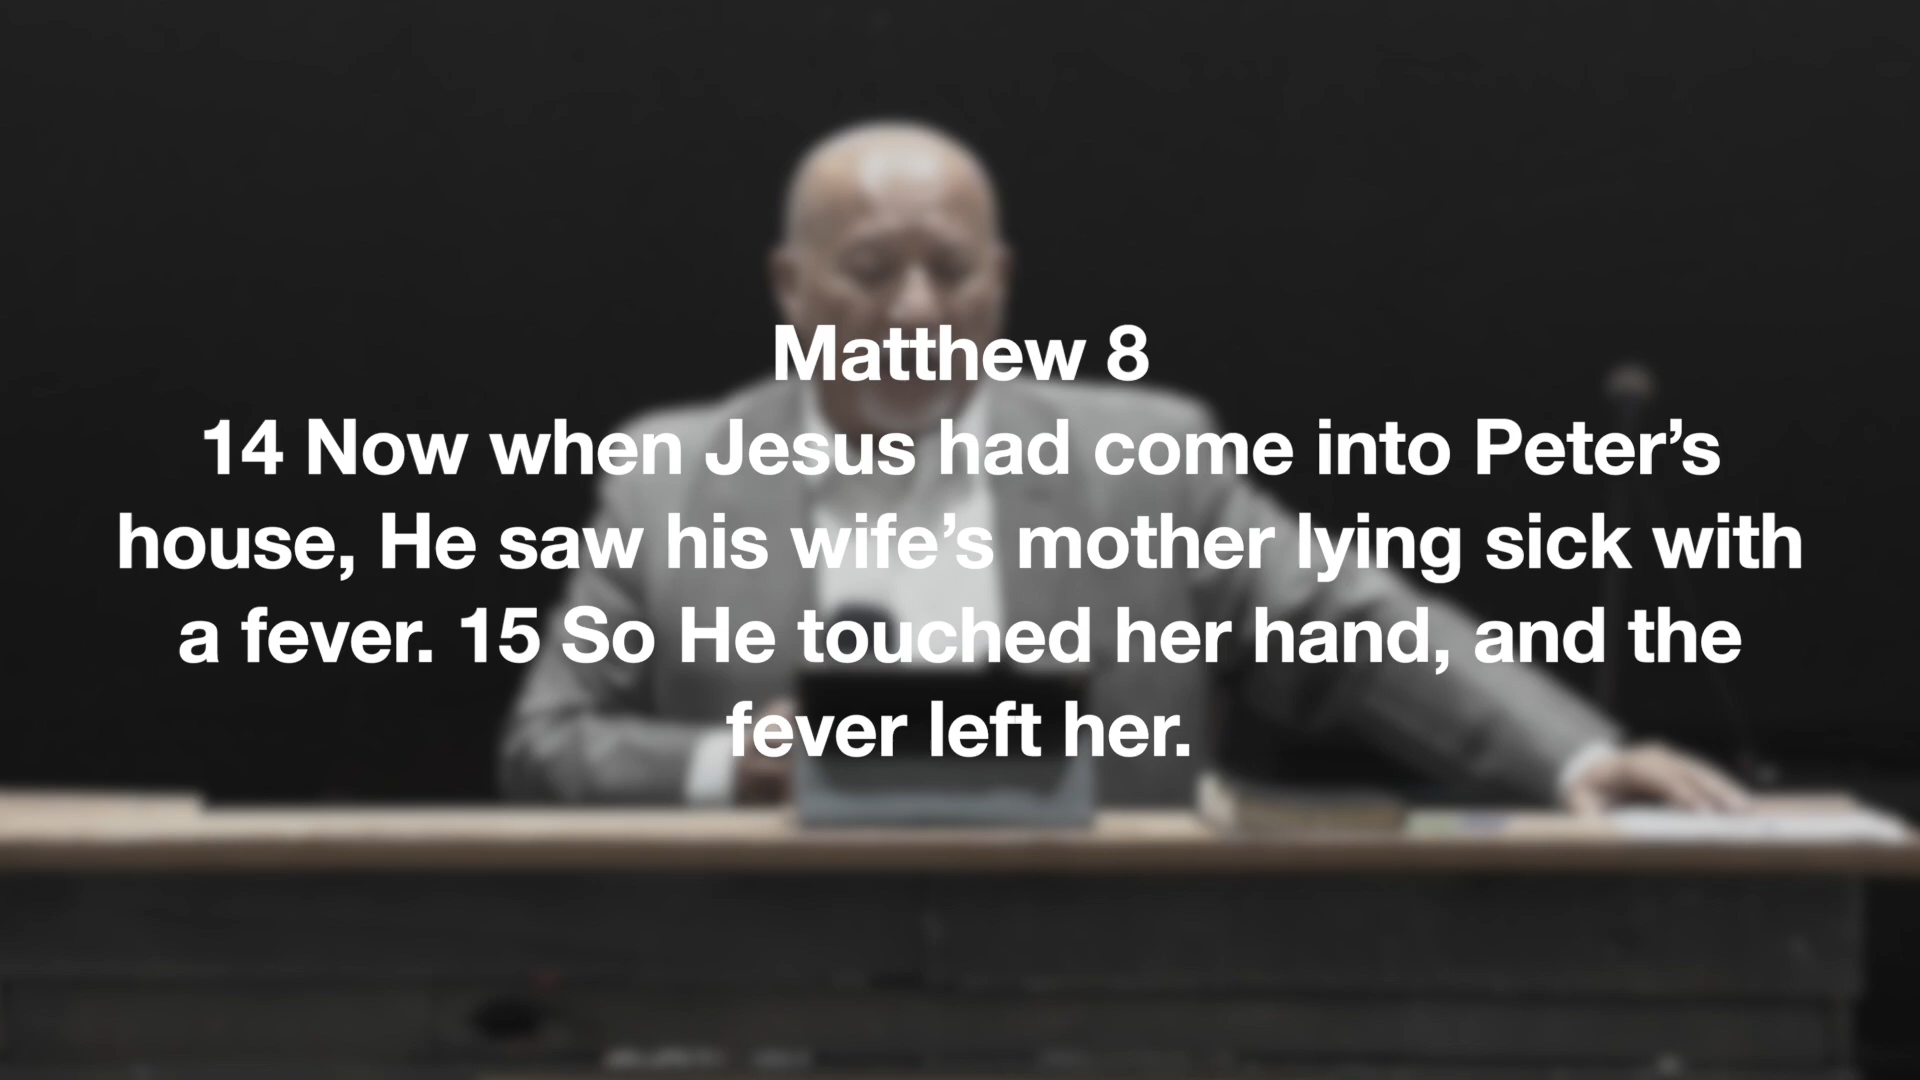 Matthew 8
14 Now when Jesus had come into Peter’s
house, He saw his wife’s mother lying sick with
a fever. 15 So He touched her hand, and the
fever left her.